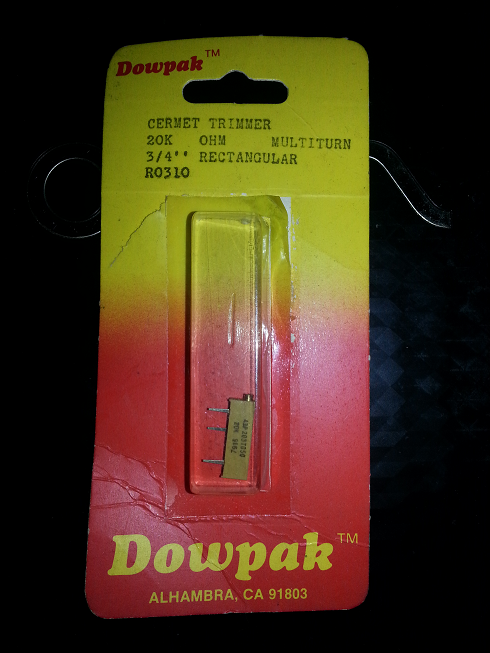 Dowpak™
CERMET TRIMMER
20K OHM MULTITURN
3/4'' RECTANGULAR
R0310
Dowpak™
ALHAMBRA, CA 91803